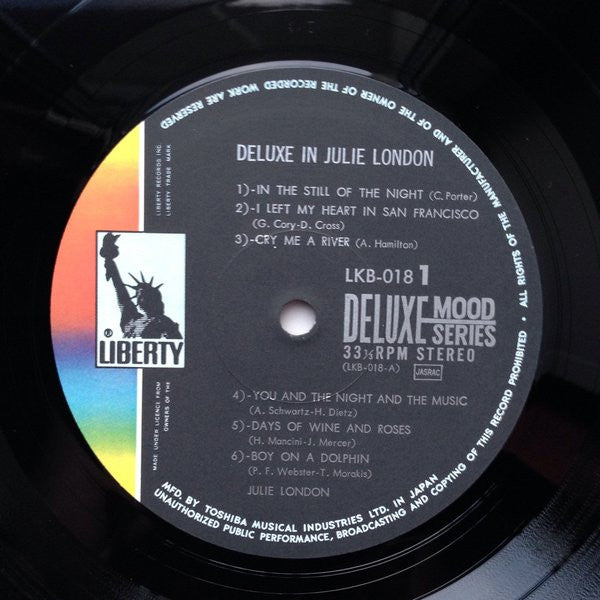 ALL RIGHTS OF THE MANUFACTURER AND OF THE OWNER OF THE RECORDED WORK ARE RESERVED
DELUXE IN JULIE LONDON
1)-IN THE STILL OF THE NIGHT (C. Porter)
2)-I LEFT MY HEART IN SAN FRANCISCO
(G. Cory-D. Cross)
3)-CRY ME A RIVER (A. Hamilton)
LIBERTY RECORDS INC.
LIBERTY TRADE MARK
LKB-018 1
DELUXE MOOD
SERIES
33⅓RPM STEREO
(LKB-018-A) JASRAC
® LIBERTY
MADE UNDER LICENCE FROM
OWNERS OF THE
4)-YOU AND THE NIGHT AND THE MUSIC
(A. Schwartz-H. Dietz)
5)-DAYS OF WINE AND ROSES
(H. Mancini-J. Mercer)
6)-BOY ON A DOLPHIN
(P. F. Webster-T. Morakis)
JULIE LONDON
MFD. BY TOSHIBA MUSICAL INDUSTRIES LTD. IN JAPAN
UNAUTHORIZED PUBLIC PERFORMANCE, BROADCASTING AND COPYING OF THIS RECORD PROHIBITED •